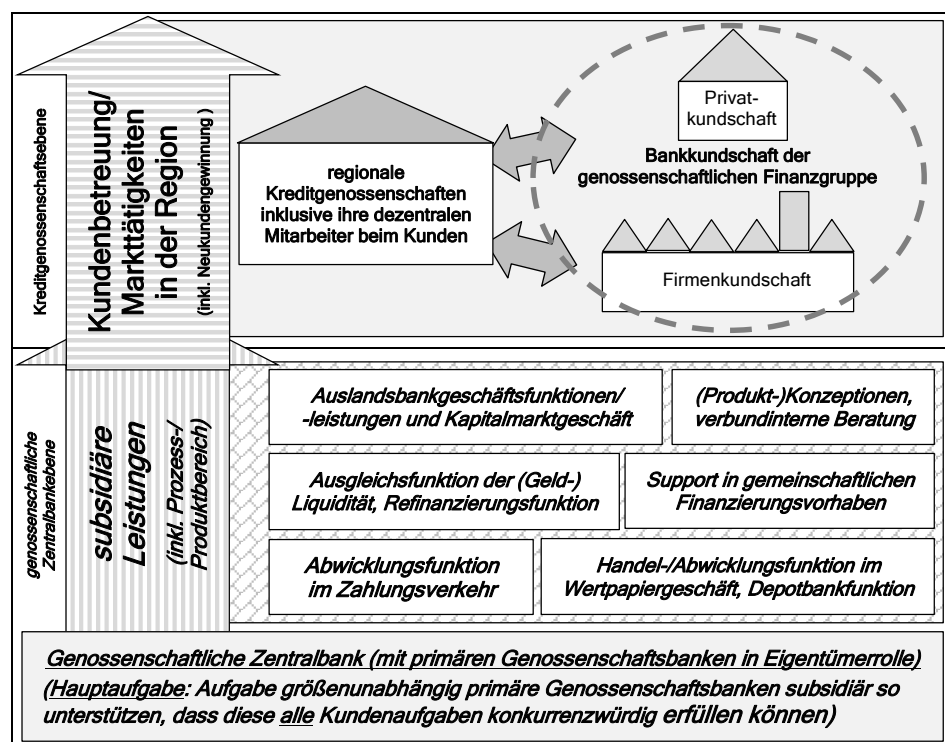 Kreditgenossenschaftsebene
Kundenbetreuung/
Markttätigkeiten
in der Region
(inkl. Neukundengewinnung )
regionale
Kreditgenossenschaften
inklusive ihre dezentralen
Mitarbeiter beim Kunden
Privat-
kundschaft
Bankkundschaft der
genossenschaftlichen Finanzgruppe
Firmenkundschaft
genossenschaftliche
Zentralbankebene
subsidiäre
Leistungen
(inkl. Prozess-/
Produktbereich)
Auslandsbankgeschäftsfunktionen/
-leistungen und Kapitalmarktgeschäft
(Produkt-)Konzeptionen,
verbundinterne Beratung
Ausgleichsfunktion der (Geld-)
Liquidität, Refinanzierungsfunktion
Support in gemeinschaftlichen
Finanzierungsvorhaben
Abwicklungsfunktion
im Zahlungsverkehr
Handel-/Abwicklungsfunktion im
Wertpapiergeschäft, Depotbankfunktion
Genossenschaftliche Zentralbank (mit primären Genossenschaftsbanken in Eigentümerrolle)
(Hauptaufgabe: Aufgabe größenunabhängig primäre Genossenschaftsbanken subsidiär so
unterstützen, dass diese alle Kundenaufgaben konkurrenzwürdig erfüllen können)